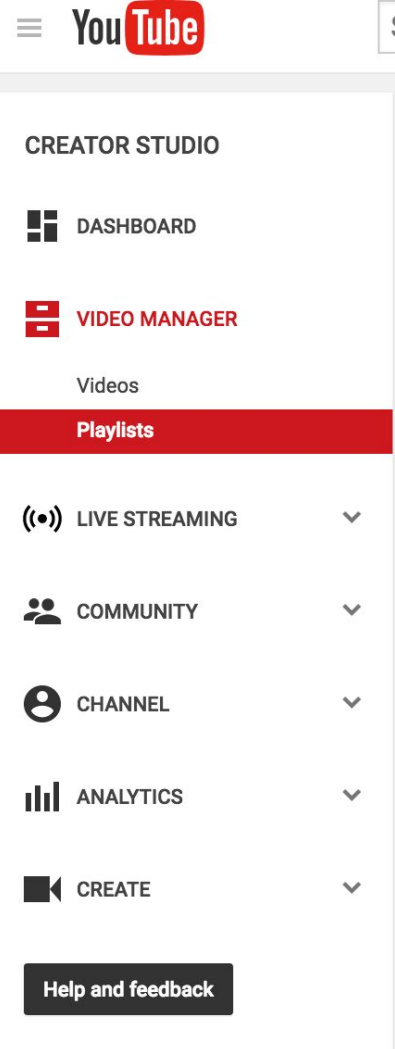 YouTube
CREATOR STUDIO
DASHBOARD
VIDEO MANAGER
Videos
Playlists
LIVE STREAMING
COMMUNITY
CHANNEL
ANALYTICS
CREATE
Help and feedback